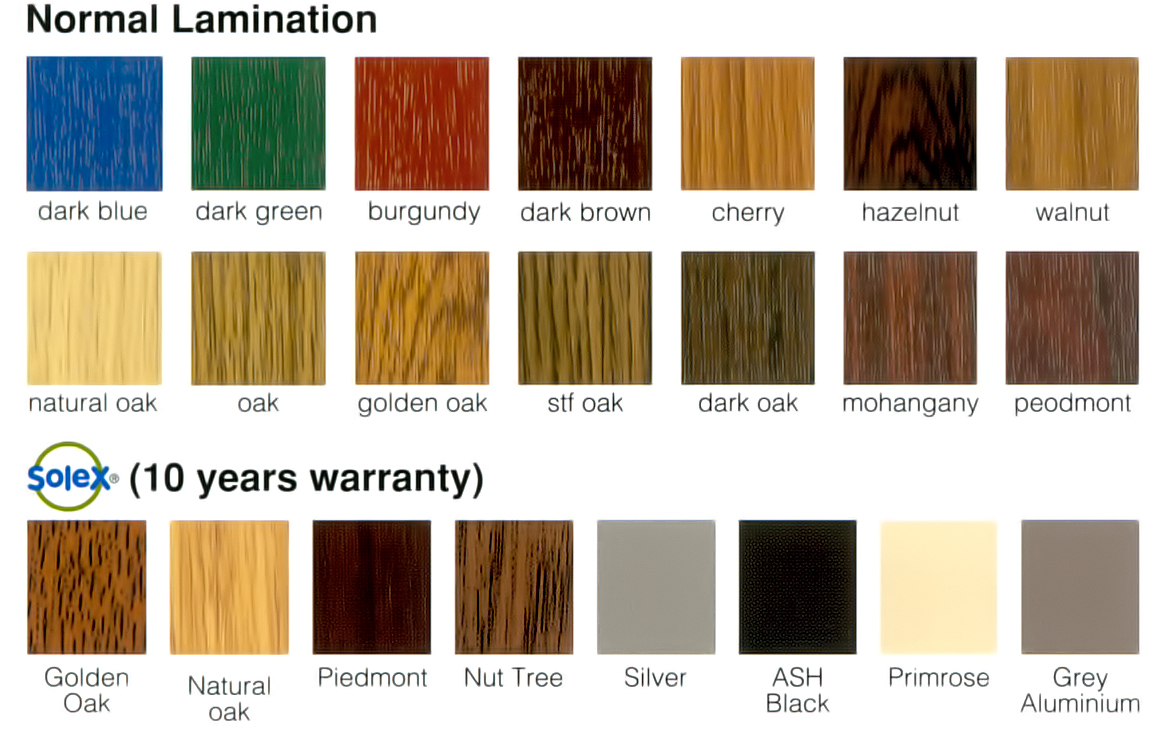 Normal Lamination
dark blue dark green burgundy dark brown cherry hazelnut walnut
natural oak oak golden oak stf oak dark oak mohangany peodmont
Solex® (10 years warranty)
Golden Oak Natural oak Piedmont Nut Tree Silver ASH Black Primrose Grey Aluminium